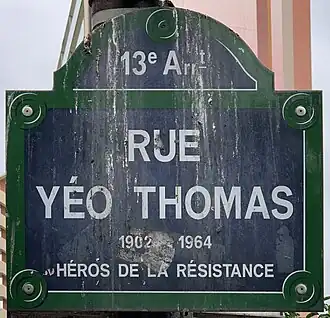 13e Arrt
RUE
YÉO THOMAS
1902 1964
HÉROS DE LA RÉSISTANCE